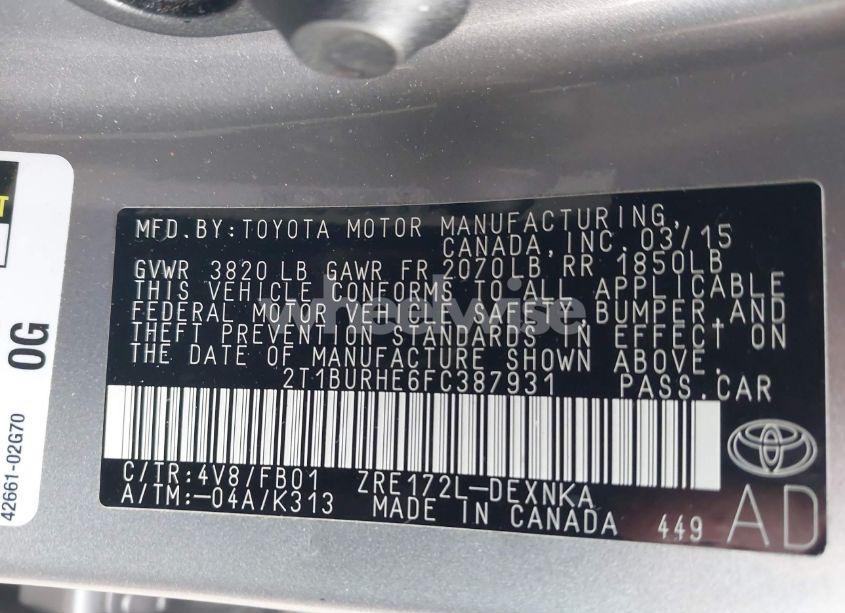 MFD.BY:TOYOTA MOTOR MANUFACTURING,
CANADA,INC. 03/15
GVWR 3820LB GAWR FR 2070LB RR 1850LB
THIS VEHICLE CONFORMS TO ALL APPLICABLE
FEDERAL MOTOR VEHICLE SAFETY,BUMPER,AND
THEFT PREVENTION STANDARDS IN EFFECT ON
THE DATE OF MANUFACTURE SHOWN ABOVE.
2T1BURHE6FC387931 PASS.CAR
C/TR:4V8/FB01 ZRE172L-DEXNKA
A/TM:-04A/K313 MADE IN CANADA 449
AD
42661-02G70
0G
wheelwise